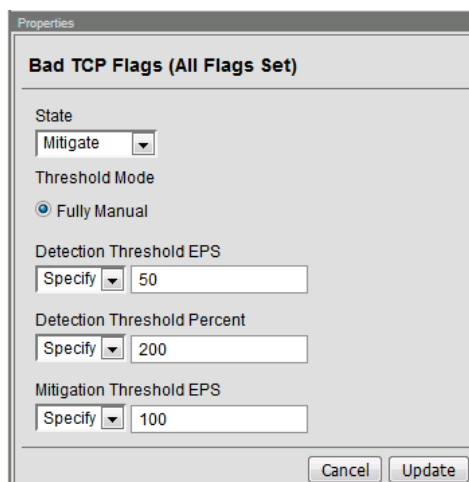 Properties
Bad TCP Flags (All Flags Set)
State
Mitigate
Threshold Mode
Fully Manual
Detection Threshold EPS
Specify 50
Detection Threshold Percent
Specify 200
Mitigation Threshold EPS
Specify 100
Cancel Update